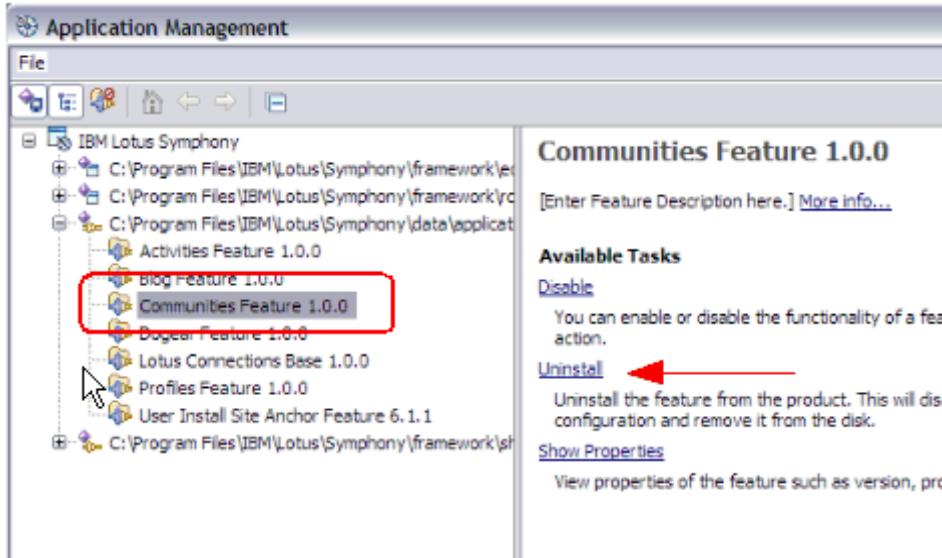 Application Management
File
IBM Lotus Symphony
C:\Program Files\IBM\Lotus\Symphony\framework\
C:\Program Files\IBM\Lotus\Symphony\framework\
C:\Program Files\IBM\Lotus\Symphony\data\applicat
Activities Feature 1.0.0
Blog Feature 1.0.0
Communities Feature 1.0.0
Dogear Feature 1.0.0
Lotus Connections Base 1.0.0
Profiles Feature 1.0.0
User Install Site Anchor Feature 6.1.1
C:\Program Files\IBM\Lotus\Symphony\framework\
Communities Feature 1.0.0
[Enter Feature Description here.] More info...
Available Tasks
Disable
You can enable or disable the functionality of a fea
action.
Uninstall
Uninstall the feature from the product. This will dis
configuration and remove it from the disk.
Show Properties
View properties of the feature such as version, pro